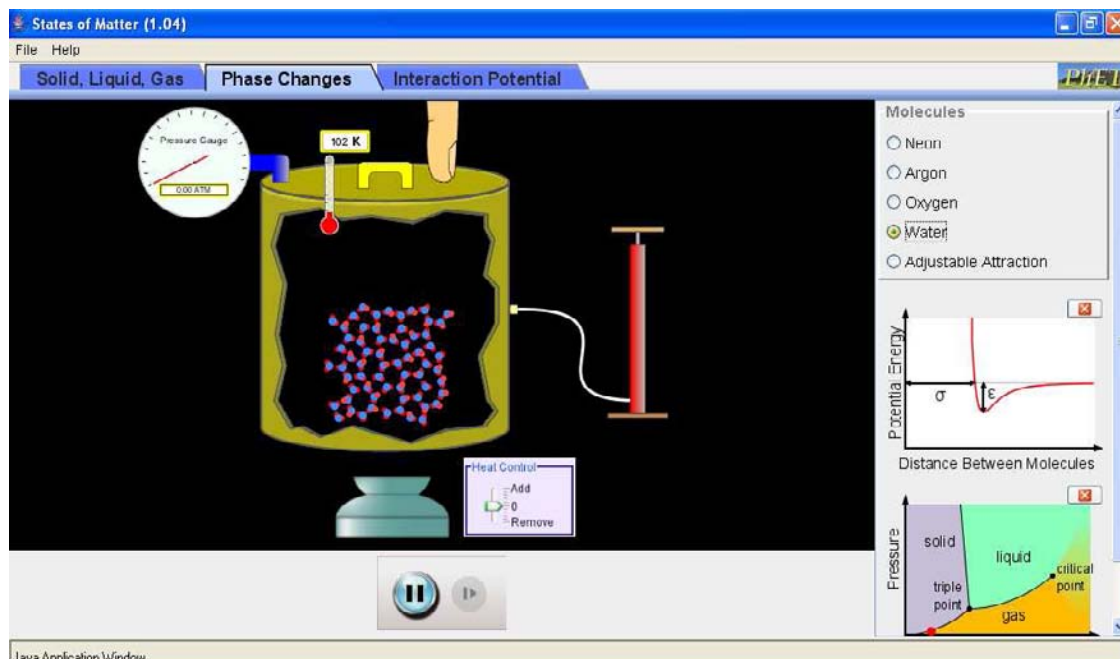 States of Matter (1.04)
File Help
Solid, Liquid, Gas Phase Changes Interaction Potential
PhET
Pressure Gauge
0.00 ATM
102 K
Heat Control
Add
0
Remove
Molecules
Neon
Argon
Oxygen
Water
Adjustable Attraction
Potential Energy
σ
ε
Distance Between Molecules
Pressure
solid
liquid
critical
point
triple
point
gas
Java Application Window